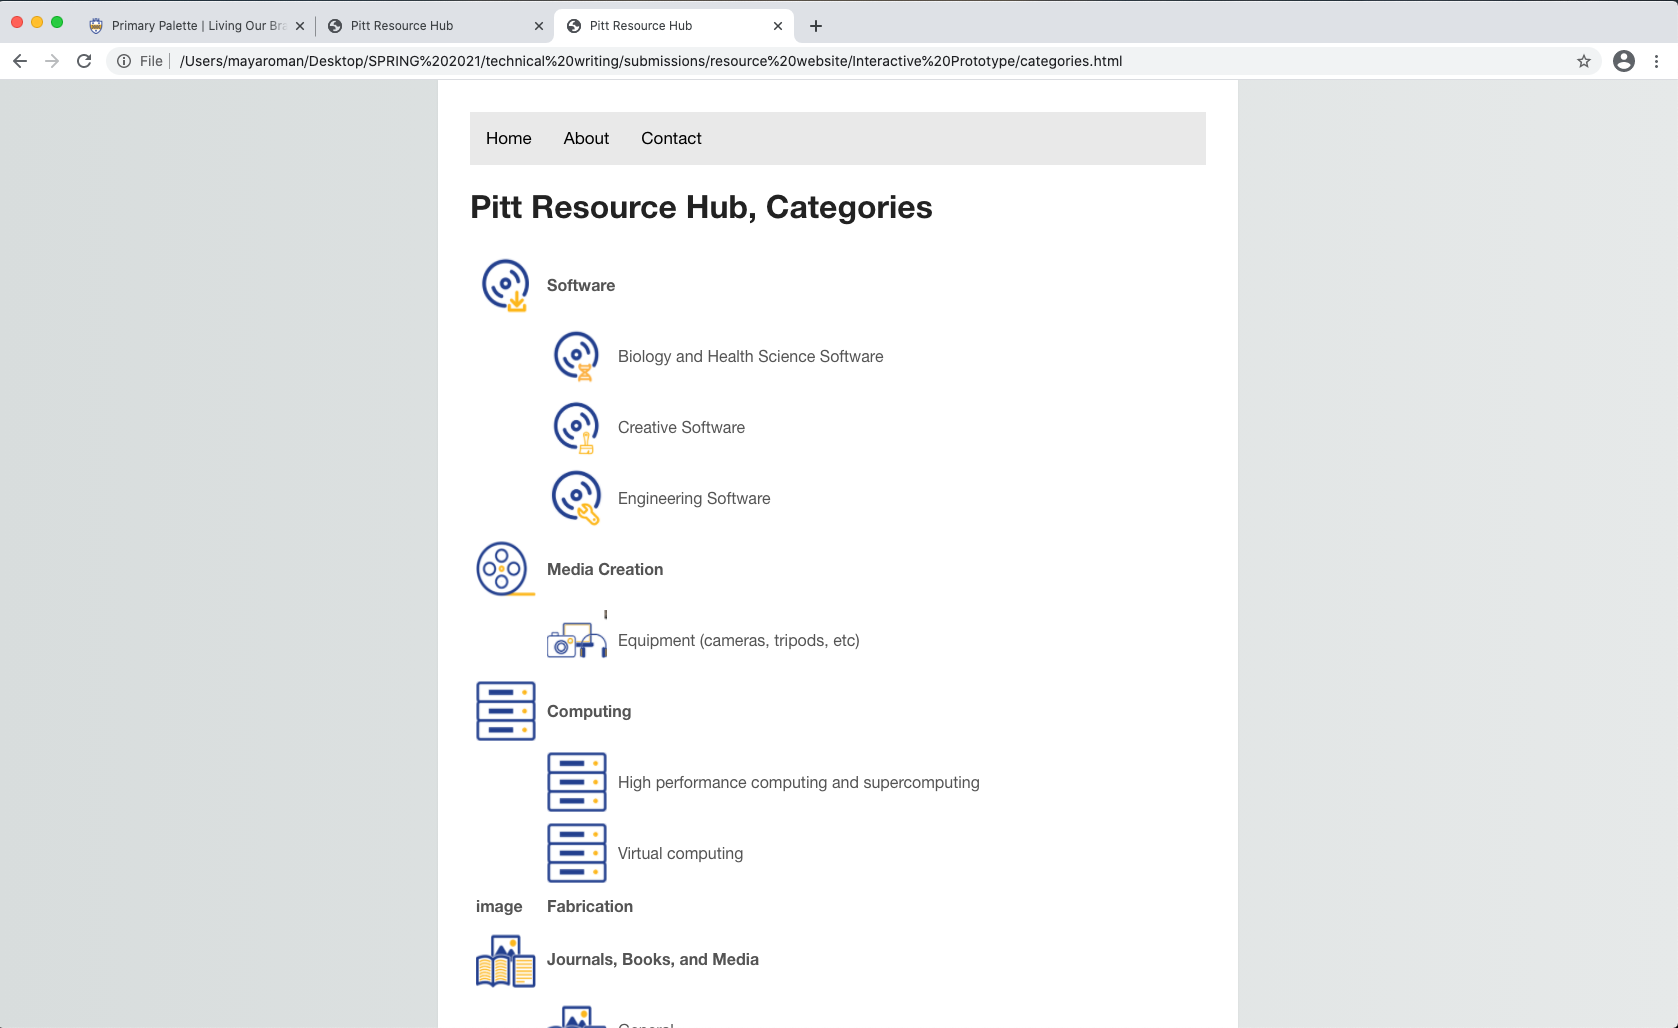 Primary Palette | Living Our Bra
Pitt Resource Hub
Pitt Resource Hub
File
/Users/mayaroman/Desktop/SPRING%202021/technical%20writing/submissions/resource%20website/Interactive%20Prototype/categories.html
Home About Contact
Pitt Resource Hub, Categories
Software
Biology and Health Science Software
Creative Software
Engineering Software
Media Creation
Equipment (cameras, tripods, etc)
Computing
High performance computing and supercomputing
Virtual computing
image Fabrication
Journals, Books, and Media
General